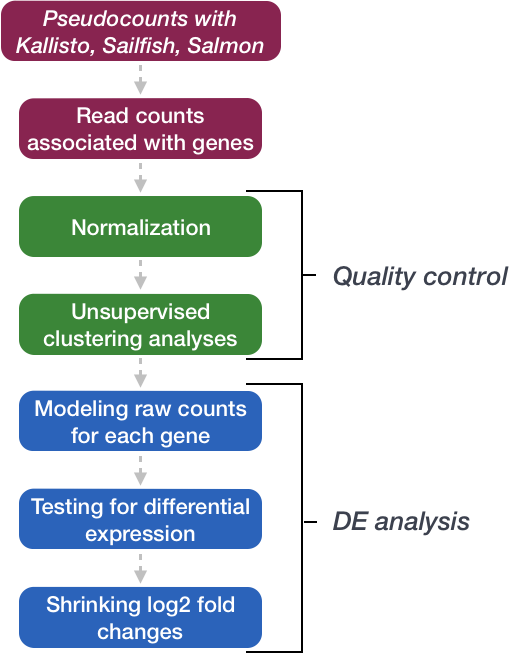 Pseudocounts with
Kallisto, Sailfish, Salmon
Read counts
associated with genes
Normalization
Unsupervised
clustering analyses
Quality control
Modeling raw counts
for each gene
Testing for differential
expression
Shrinking log2 fold
changes
DE analysis